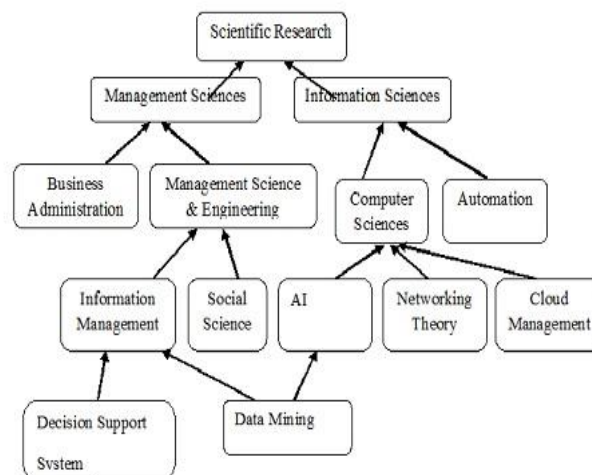 Scientific Research
Management Sciences
Information Sciences
Business
Administration
Management Science
& Engineering
Computer
Sciences
Automation
Information
Management
Social
Science
AI
Networking
Theory
Cloud
Management
Decision Support
System
Data Mining